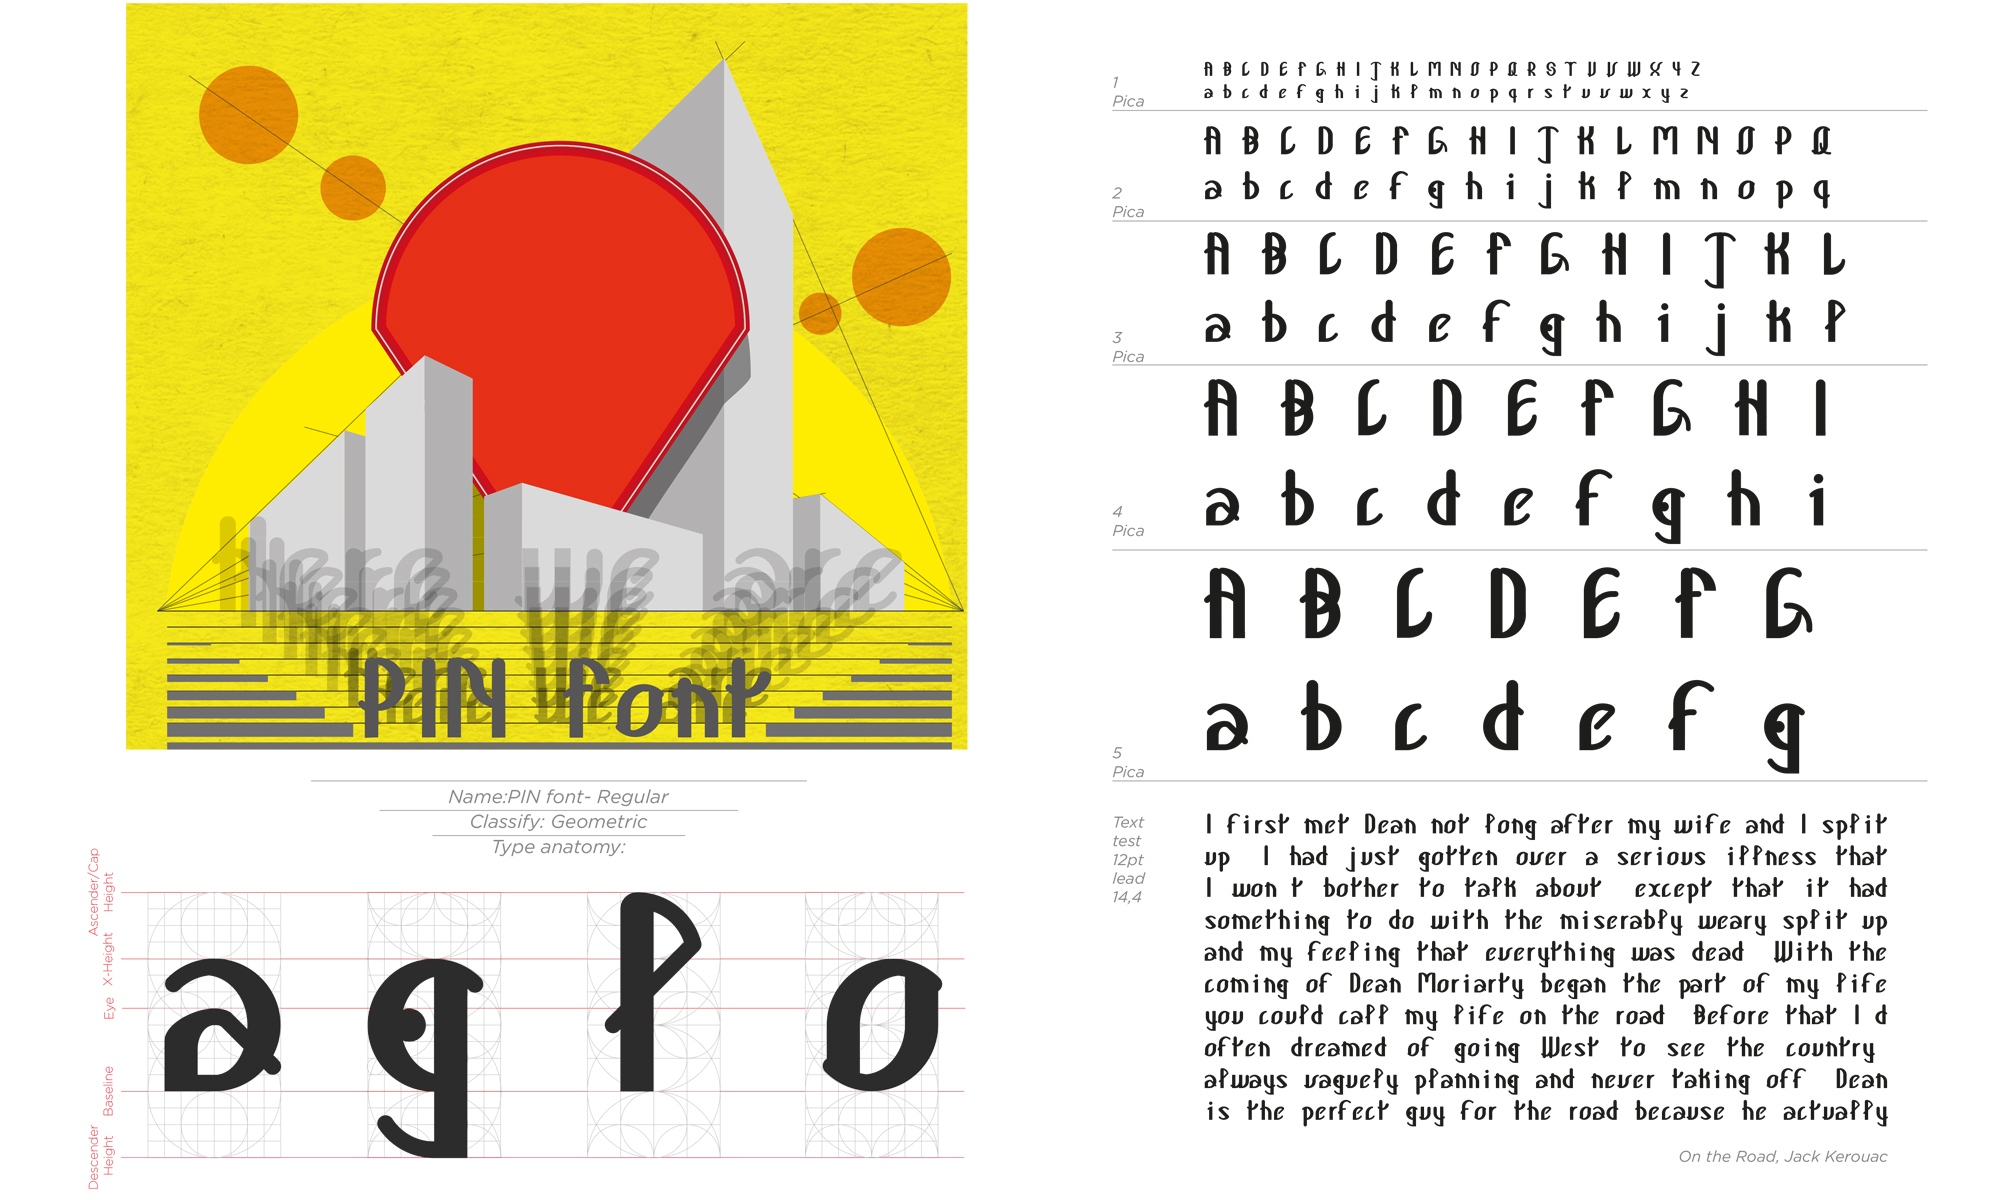 Here we are
PIN font
Name:PIN font- Regular
Classify: Geometric
Type anatomy:
Ascender/Cap
Height
X-Height
Eye
Baseline
Descender
Height
a g l o
1
Pica
A B C D E F G H I J K L M N O P Q R S T U V W X Y Z
a b c d e f g h i j k l m n o p q r s t u v w x y z
2
Pica
A B C D E F G H I J K L M N O P Q
a b c d e f g h i j k l m n o p q
3
Pica
A B C D E F G H I J K L
a b c d e f g h i j k l
4
Pica
A B C D E F G H I
a b c d e f g h i
5
Pica
A B C D E F G
a b c d e f g
Text
test
12pt
lead
14,4
I first met Dean not long after my wife and I split
up I had just gotten over a serious illness that
I won t bother to talk about except that it had
something to do with the miserably weary split up
and my feeling that everything was dead With the
coming of Dean Moriarty began the part of my life
you could call my life on the road Before that I d
often dreamed of going West to see the country
always vaguely planning and never taking off Dean
is the perfect guy for the road because he actually
On the Road, Jack Kerouac